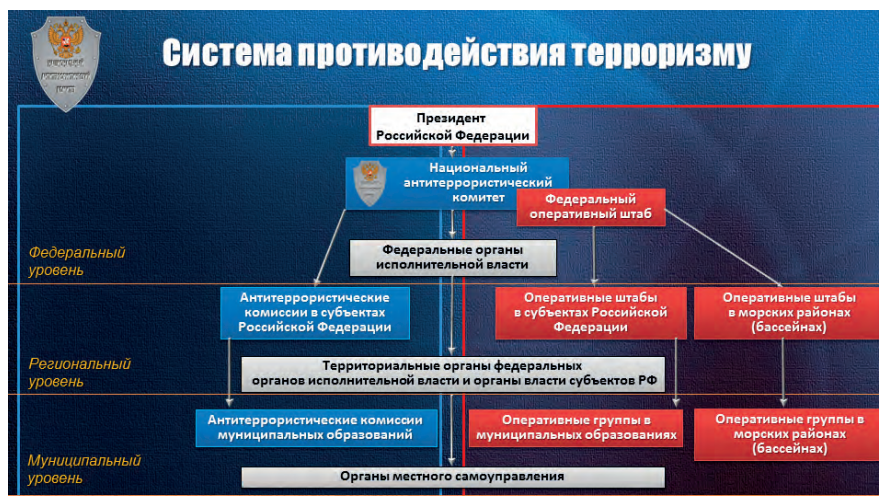 Система противодействия терроризму
Президент
Российской Федерации
Национальный
антитеррористический
комитет
Федеральный
оперативный штаб
Федеральный
уровень
Федеральные органы
исполнительной власти
Антитеррористические
комиссии в субъектах
Российской Федерации
Оперативные штабы
в субъектах Российской
Федерации
Оперативные штабы
в морских районах
(бассейнах)
Региональный
уровень
Территориальные органы федеральных
органов исполнительной власти и органы власти субъектов РФ
Антитеррористические комиссии
муниципальных образований
Оперативные группы в
муниципальных образованиях
Оперативные группы в
морских районах
(бассейнах)
Муниципальный
уровень
Органы местного самоуправления